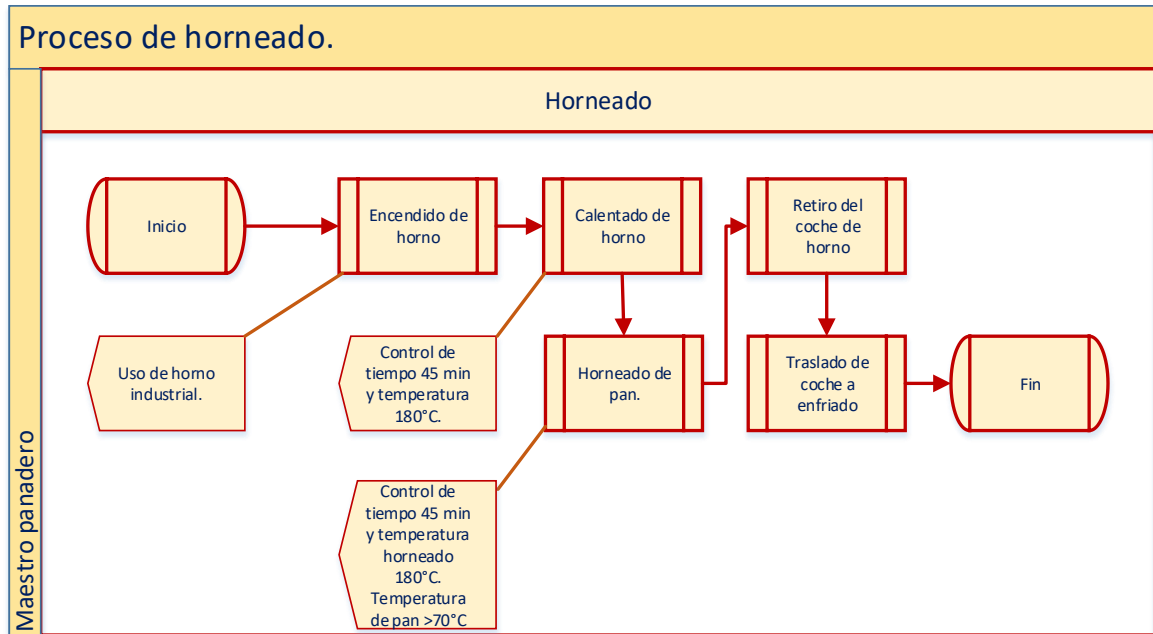 Proceso de horneado.
Horneado
Maestro panadero
Inicio
Encendido de
horno
Calentado de
horno
Retiro del
coche de
horno
Uso de horno
industrial.
Control de
tiempo 45 min
y temperatura
180°C.
Horneado de
pan.
Traslado de
coche a
enfriado
Fin
Control de
tiempo 45 min
y temperatura
horneado
180°C.
Temperatura
de pan >70°C